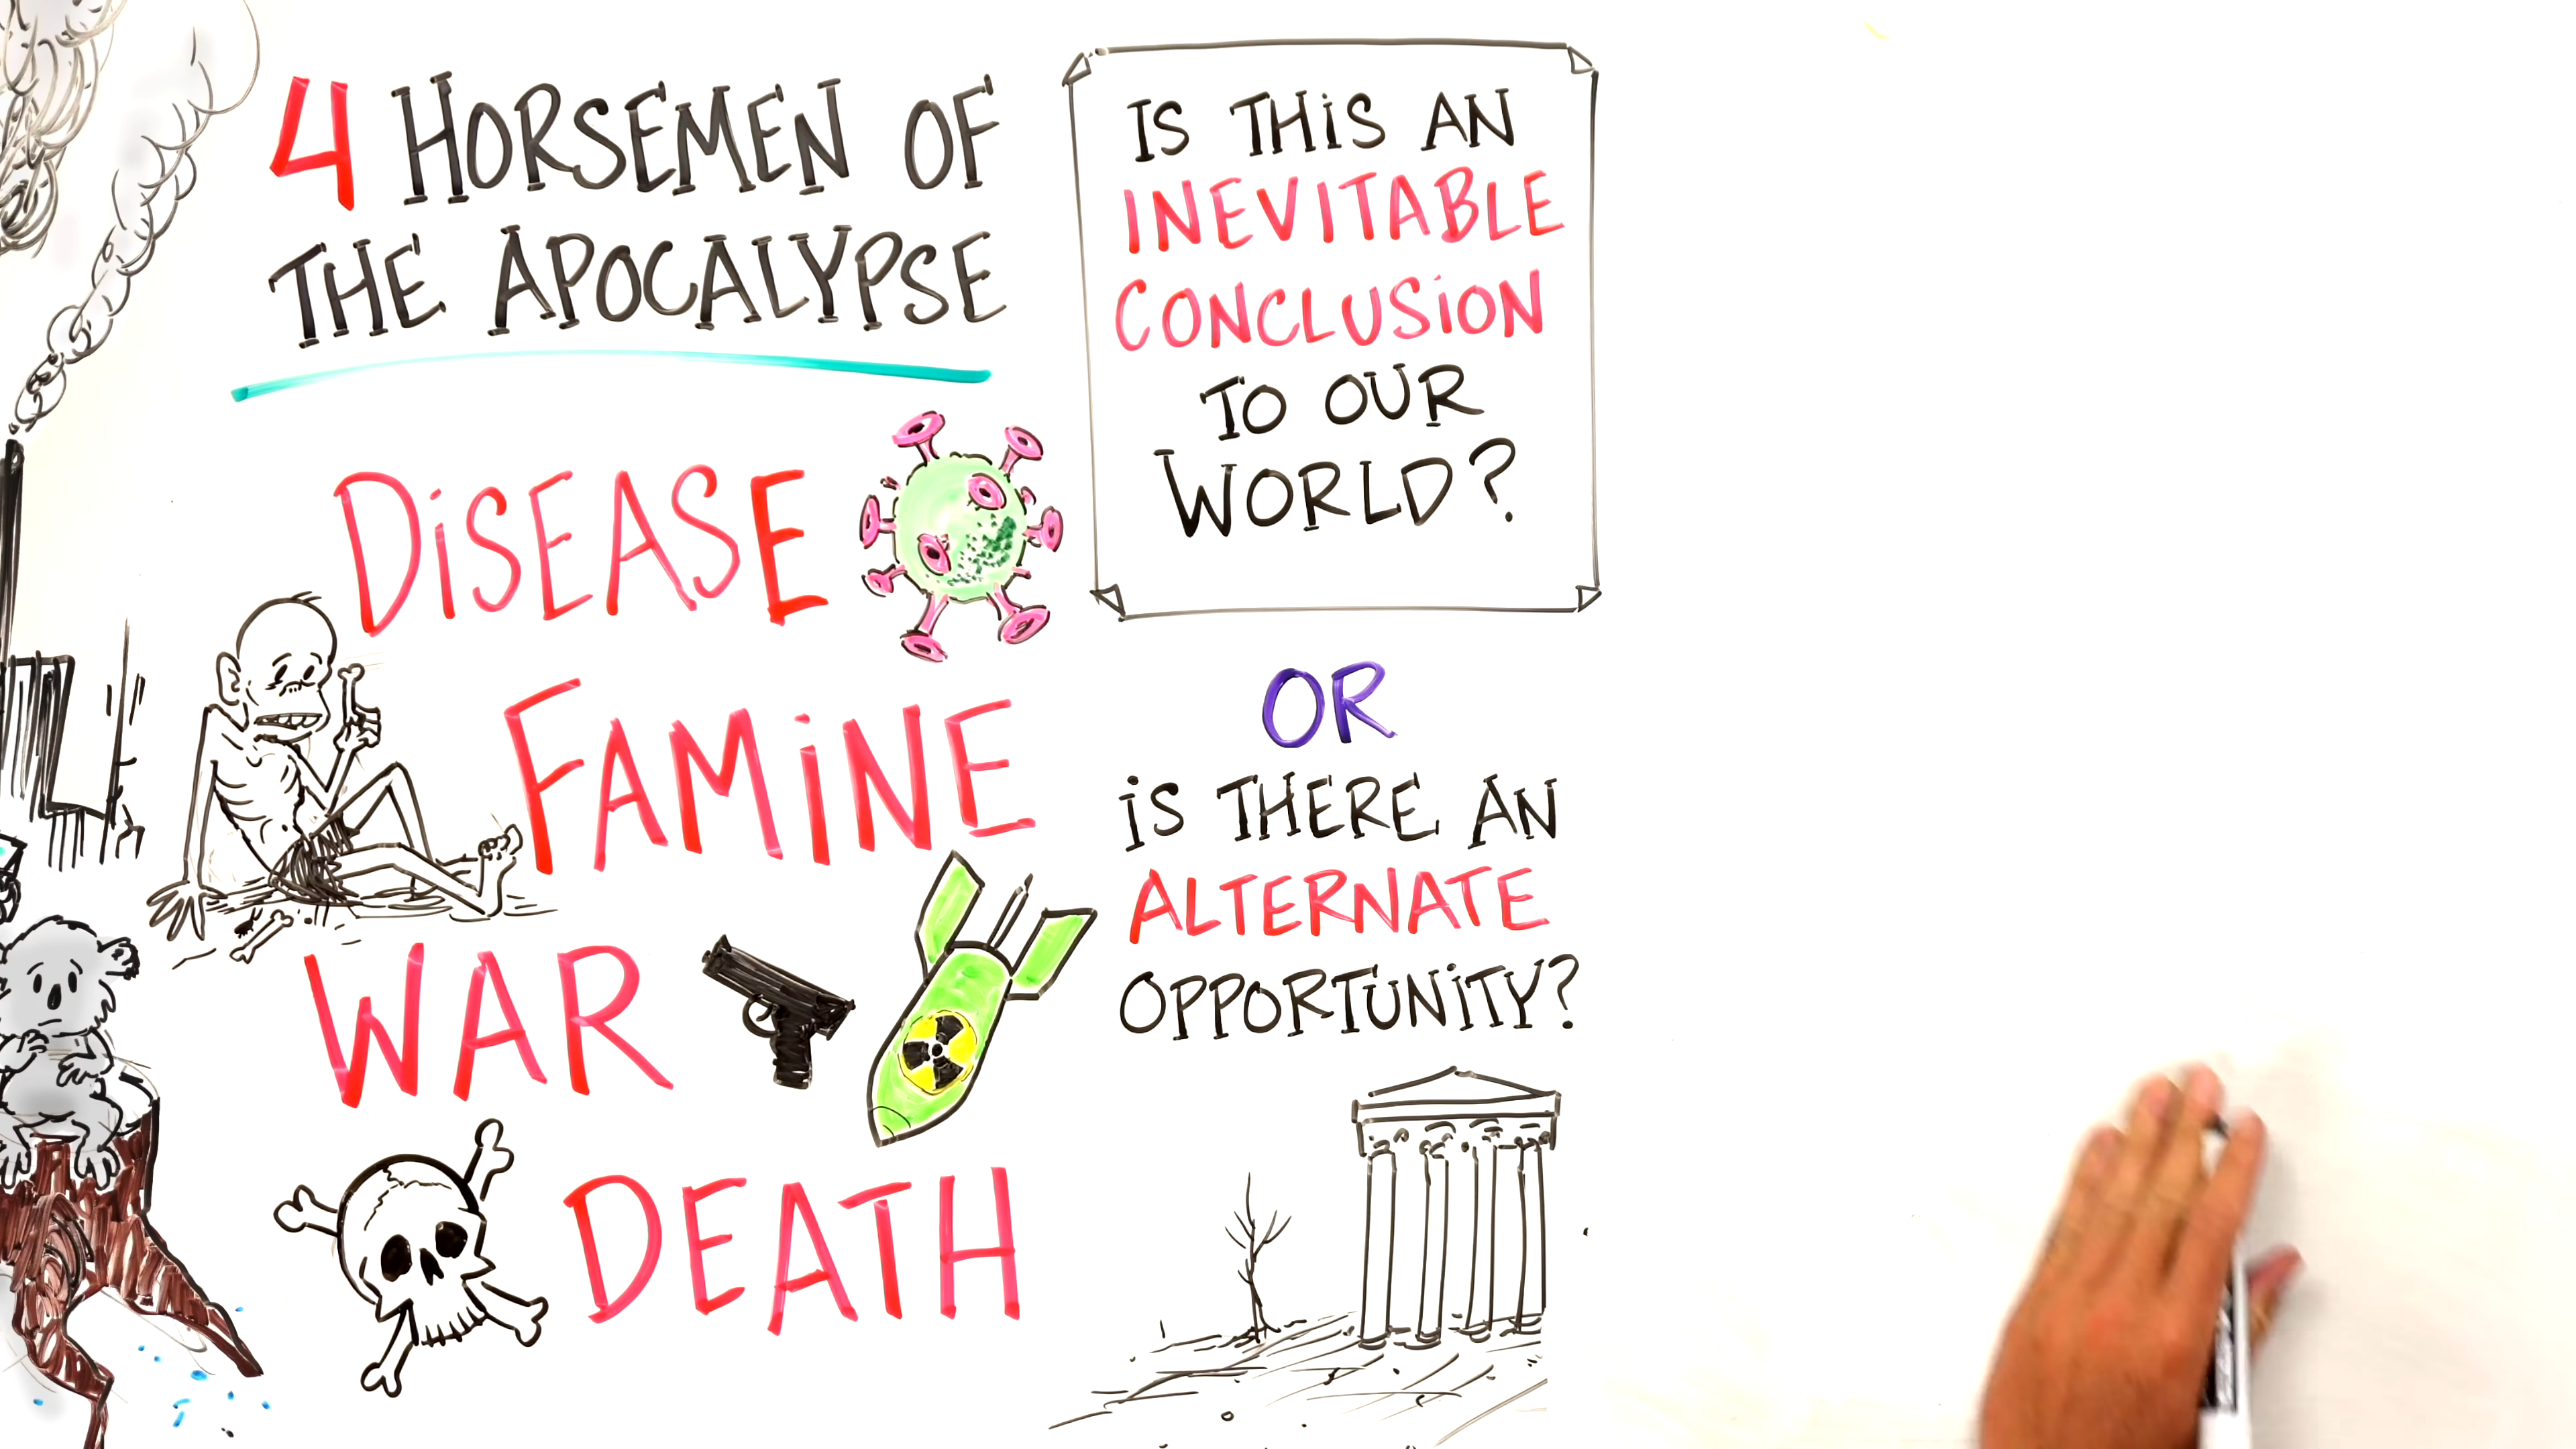 4 HORSEMEN OF
THE APOCALYPSE
DiSEASE
FAMiNE
WAR
DEATH
IS THiS AN
INEVITABLE
CONCLUSiON
TO OUR
WORLD?
OR
iS THERE AN
ALTERNATE
OPPORTUNiTY?